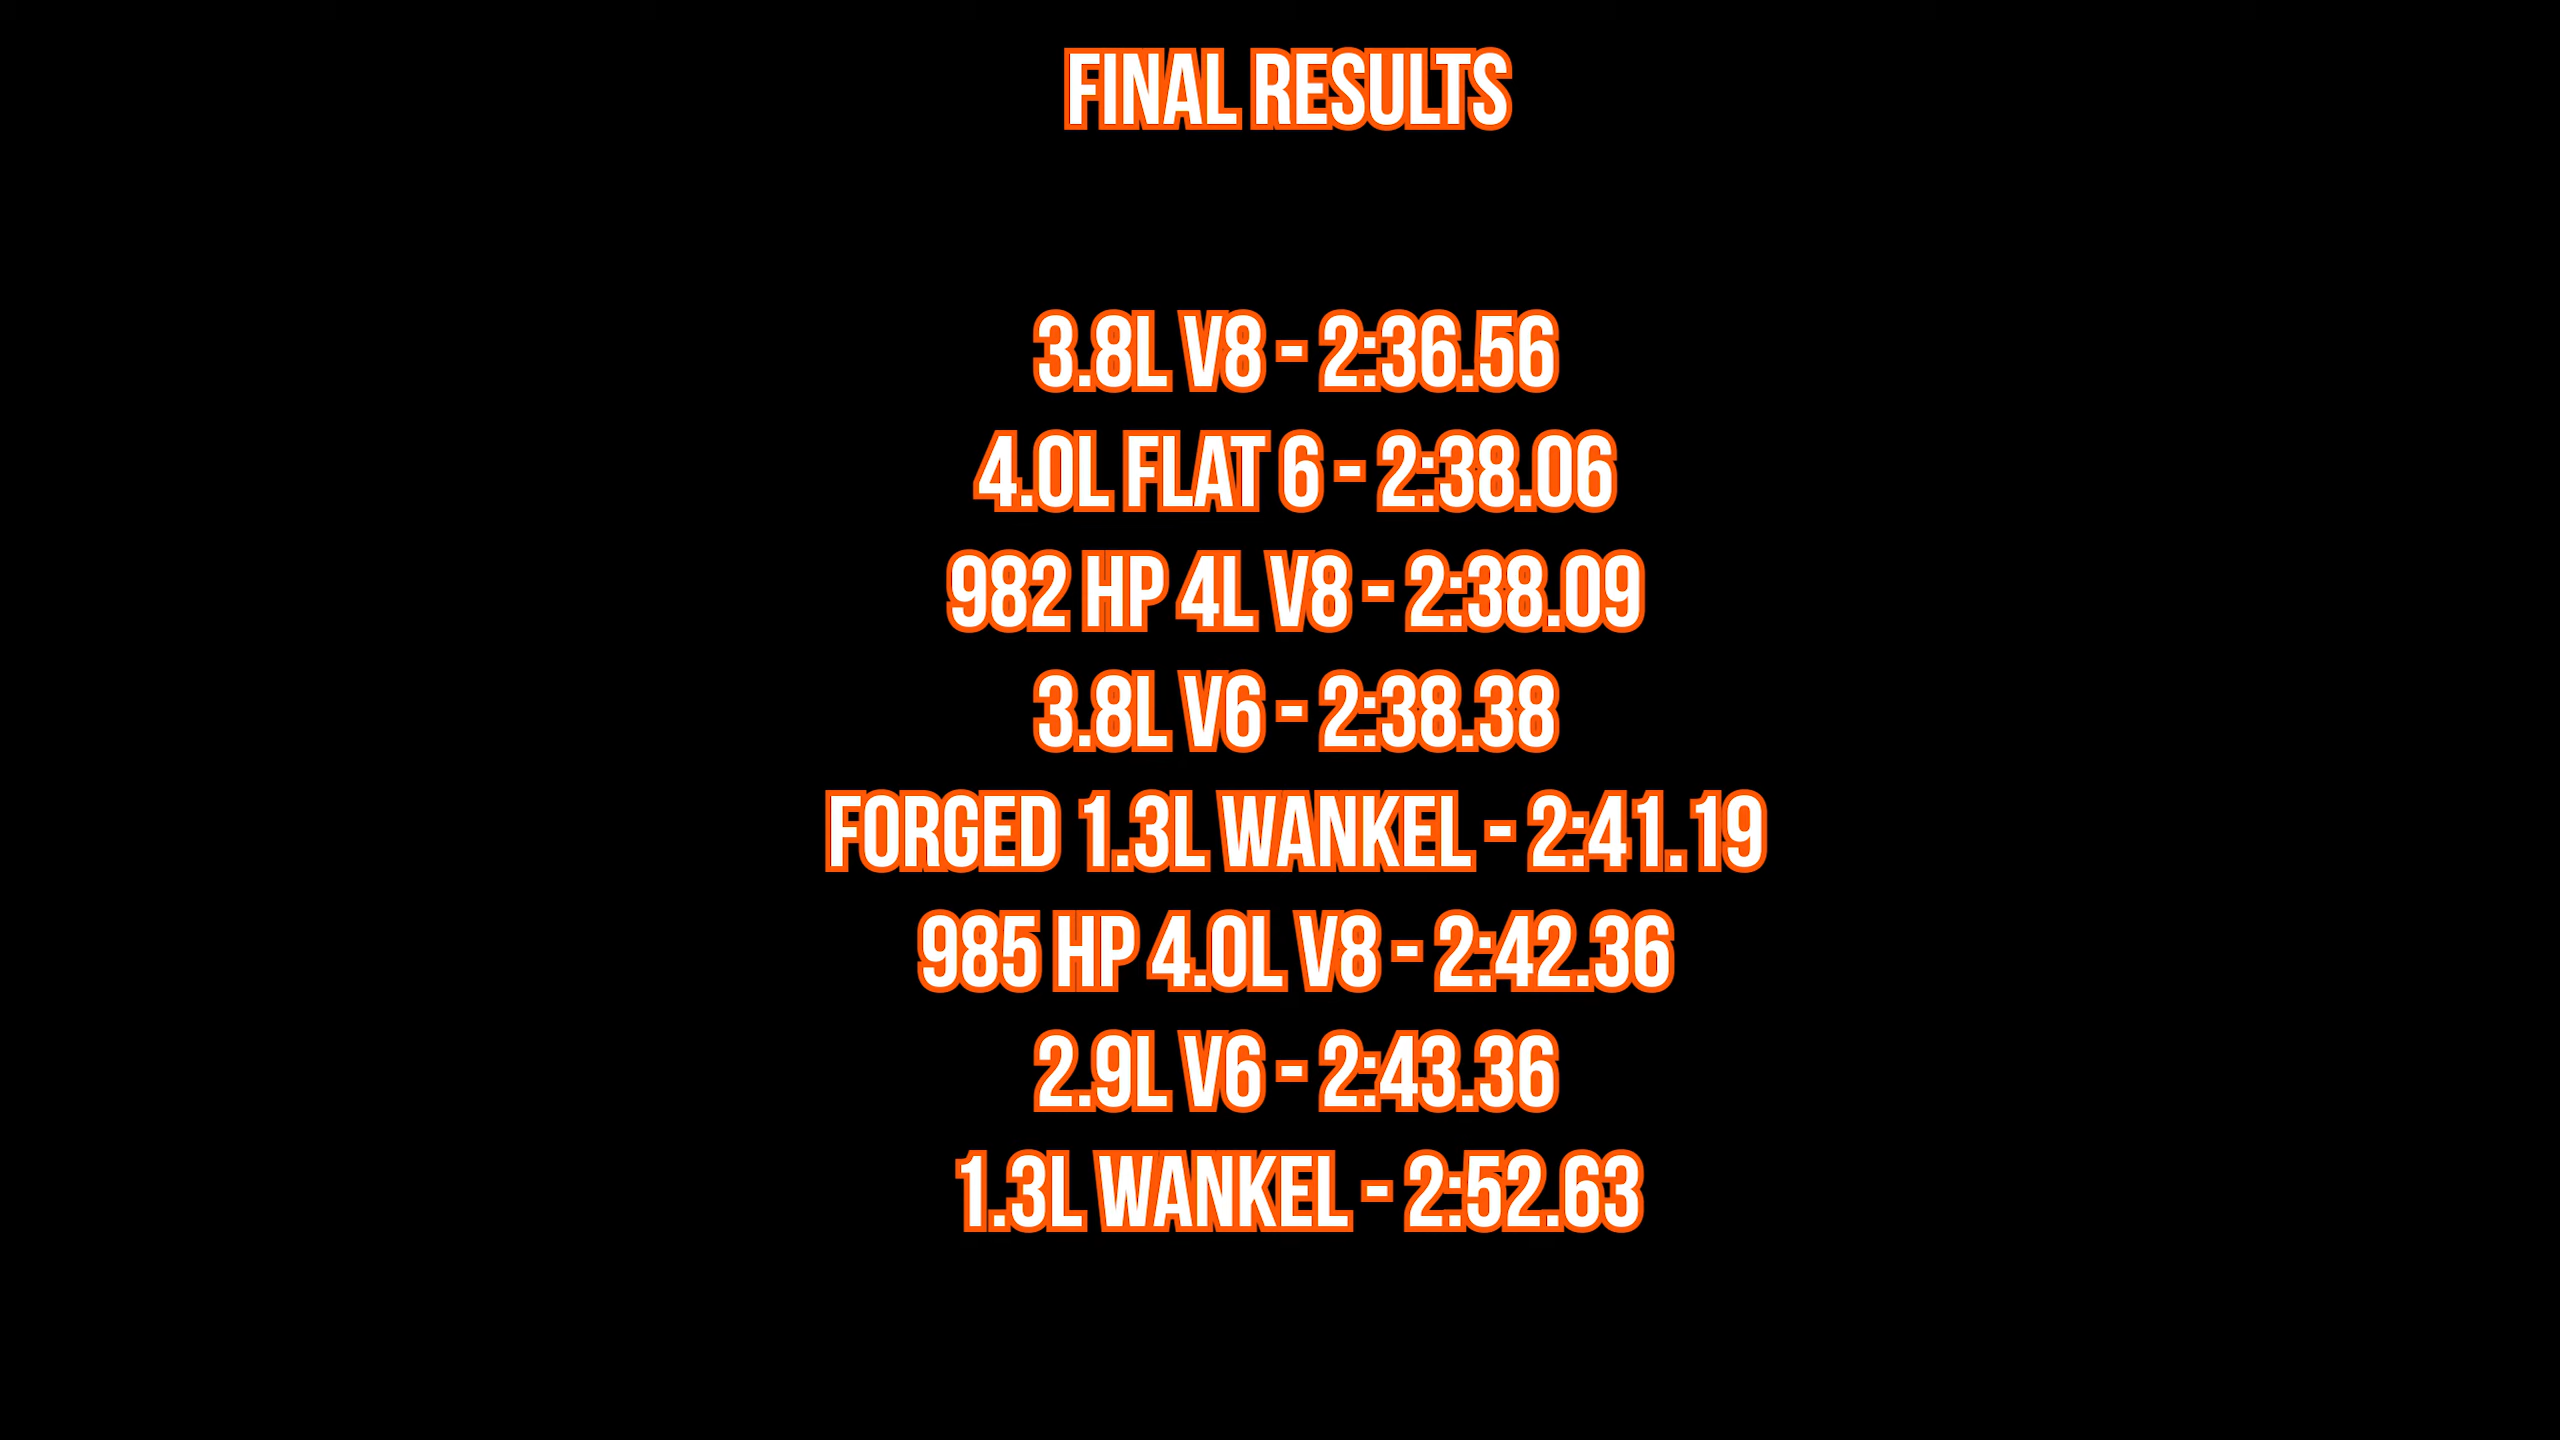 FINAL RESULTS
3.8L V8 - 2:36.56
4.0L FLAT 6 - 2:38.06
982 HP 4L V8 - 2:38.09
3.8L V6 - 2:38.38
FORGED 1.3L WANKEL - 2:41.19
985 HP 4.0L V8 - 2:42.36
2.9L V6 - 2:43.36
1.3L WANKEL - 2:52.63